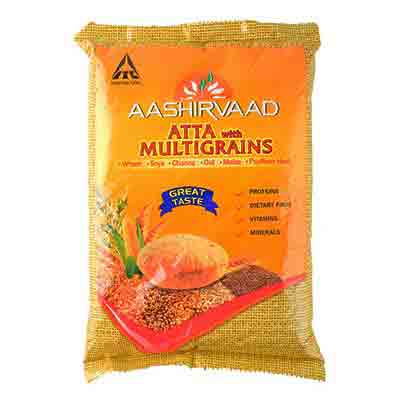 AASHIRVAAD
ATTA with
MULTIGRAINS
• Wheat • Soya • Channa • Oat • Maize • Psyllium Husk
GREAT
TASTE
PROTEINS
DIETARY FIBRE
VITAMINS
MINERALS